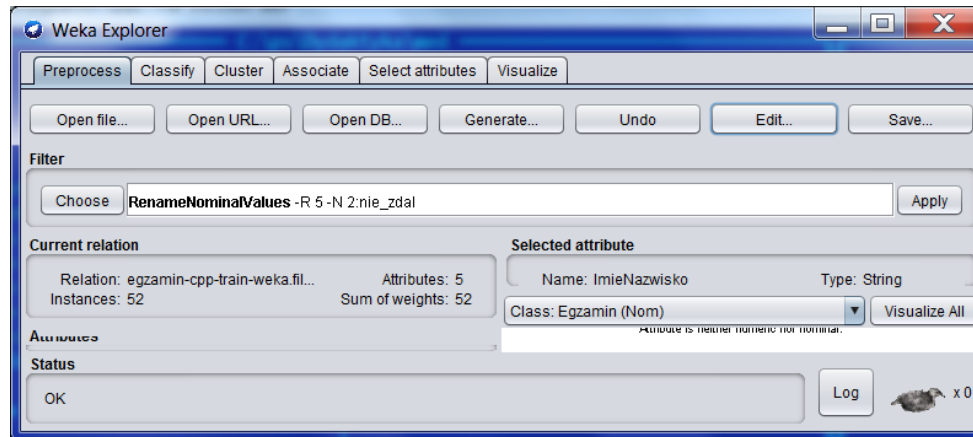 Weka Explorer
Preprocess Classify Cluster Associate Select attributes Visualize
Open file... Open URL... Open DB... Generate... Undo Edit... Save...
Filter
Choose RenameNominalValues -R 5 -N 2:nie_zdal Apply
Current relation
Relation: egzamin-cpp-train-weka.fil... Attributes: 5
Instances: 52 Sum of weights: 52
Selected attribute
Name: ImieNazwisko Type: String
Class: Egzamin (Nom) Visualize All
Attribute is neither numeric nor nominal.
Attributes
Status
OK
Log x 0